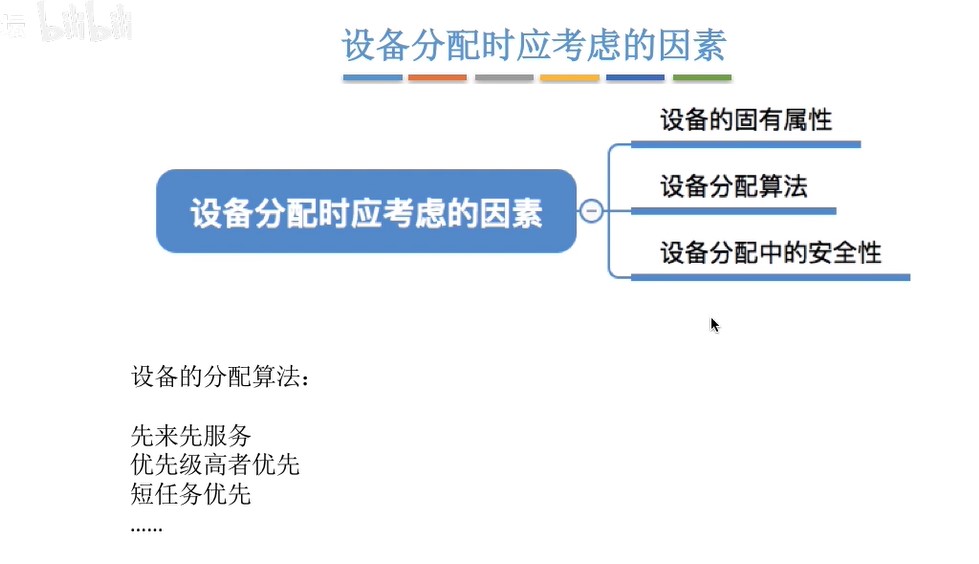 bilibili
设备分配时应考虑的因素
设备分配时应考虑的因素
设备的固有属性
设备分配算法
设备分配中的安全性
设备的分配算法：
先来先服务
优先级高者优先
短任务优先
......